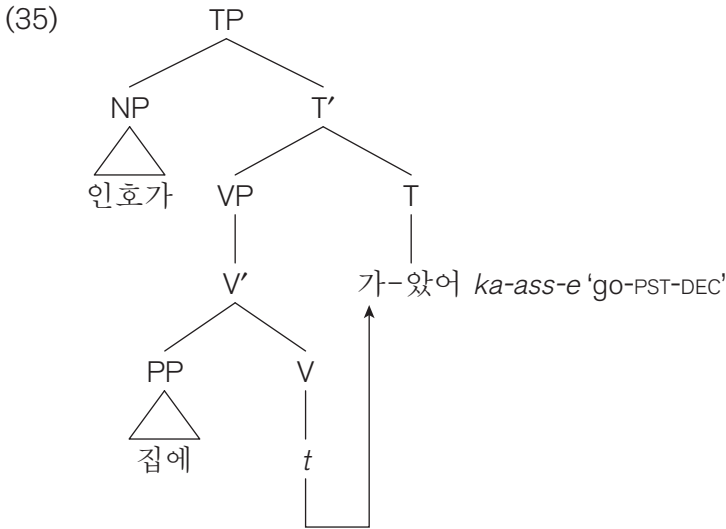 (35)
TP
NP T′
인호가
VP T
V′ 가-았어 ka-ass-e ‘go-PST-DEC’
PP V
집에 t